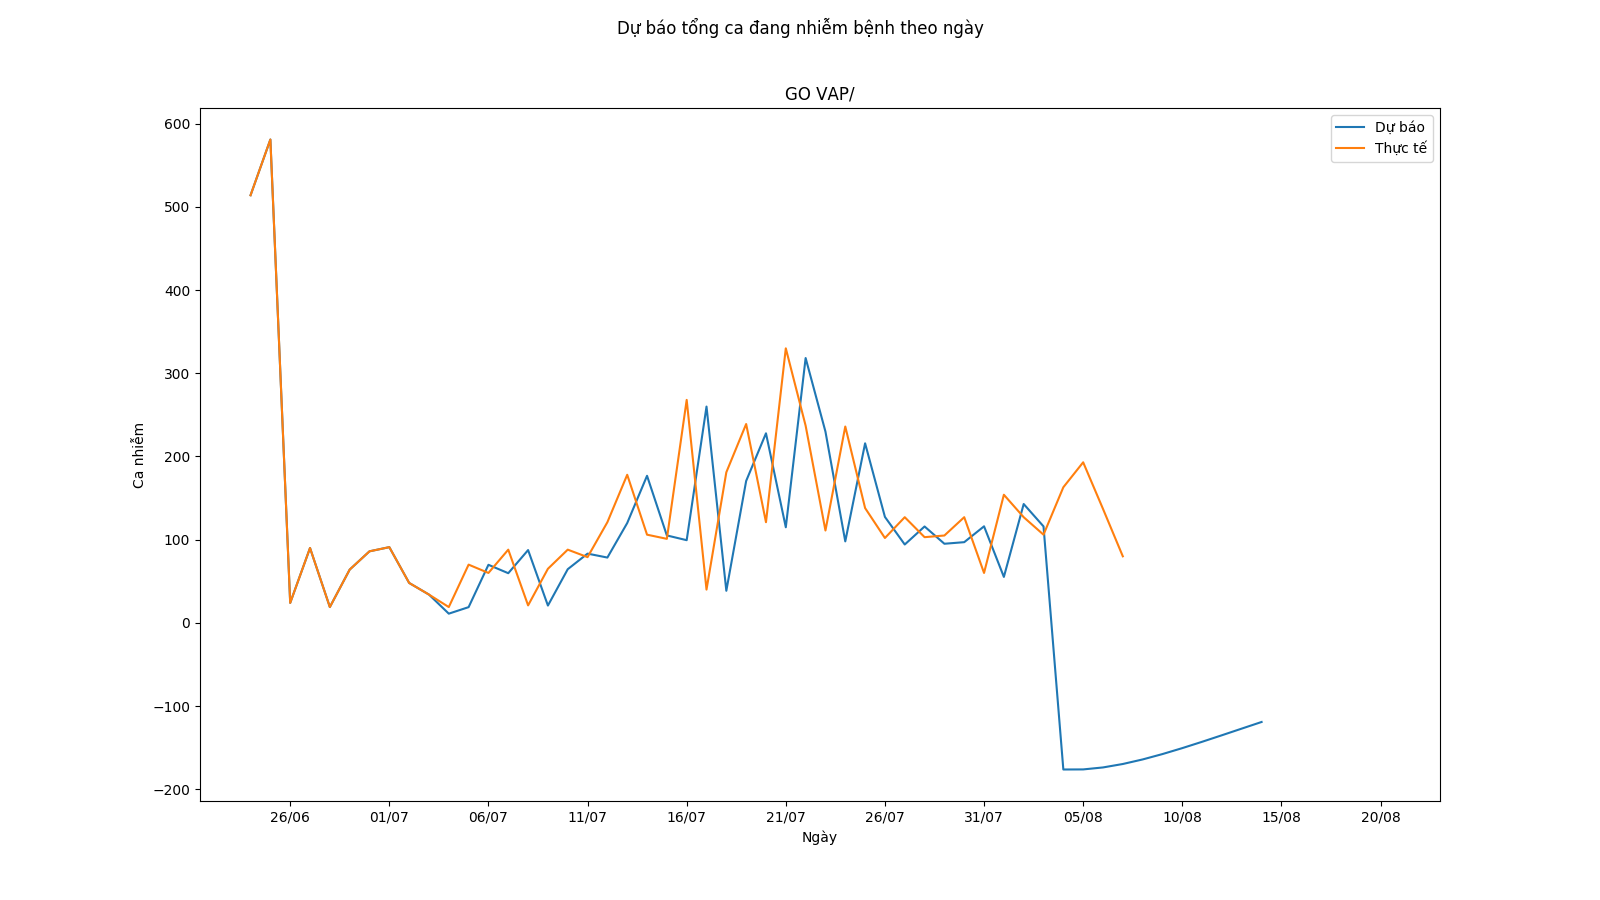 Dự báo tổng ca đang nhiễm bệnh theo ngày
GO VAP/
Dự báo
Thực tế
600
500
400
300
200
100
0
−100
−200
Ca nhiễm
26/06 01/07 06/07 11/07 16/07 21/07 26/07 31/07 05/08 10/08 15/08 20/08
Ngày